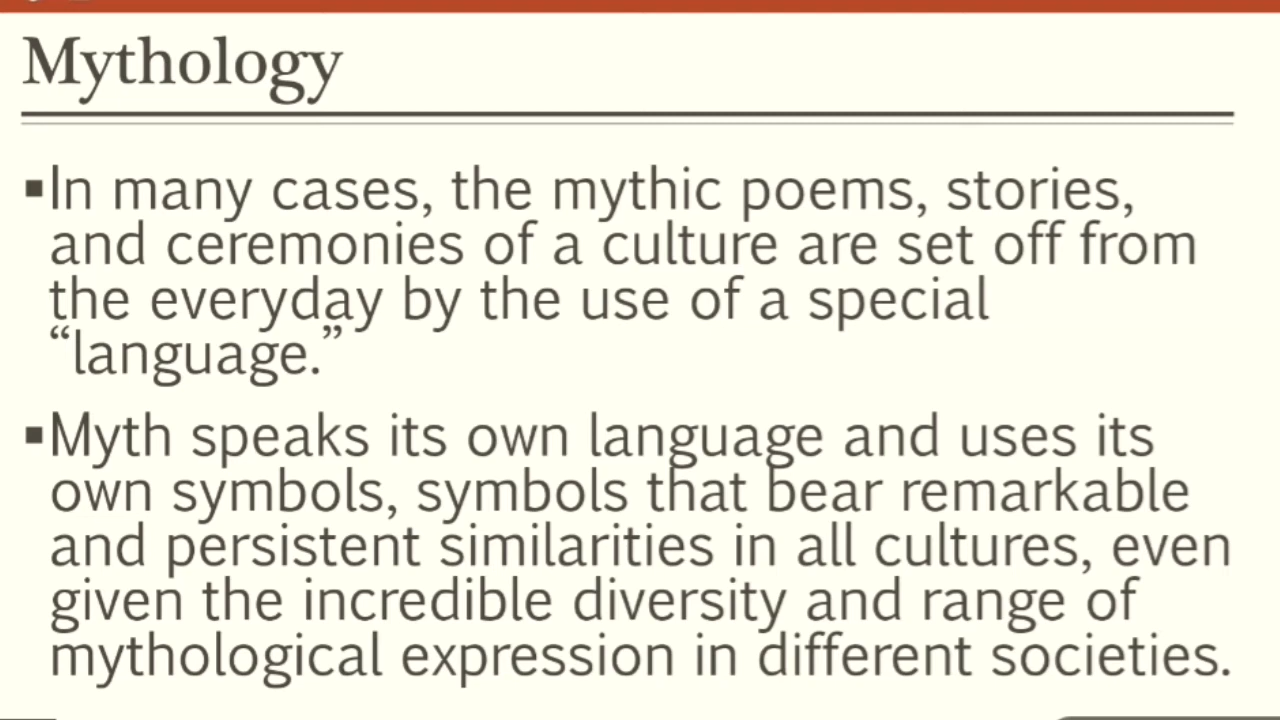 Mythology
▪In many cases, the mythic poems, stories,
and ceremonies of a culture are set off from
the everyday by the use of a special
“language.”
▪Myth speaks its own language and uses its
own symbols, symbols that bear remarkable
and persistent similarities in all cultures, even
given the incredible diversity and range of
mythological expression in different societies.